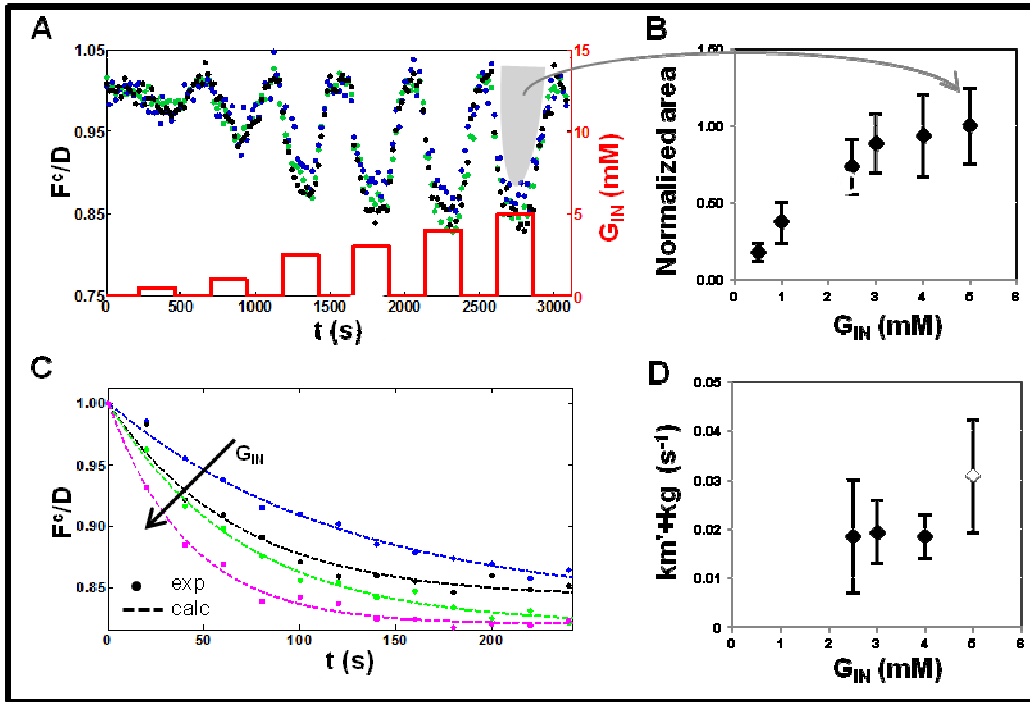 A
1.05
0.95
0.85
0.75
Fᶜ/D
0 500 1000 1500 2000 2500 3000
t (s)
15
10
5
0
G_IN (mM)
B
1.50
1.00
0.50
0.00
Normalized area
0 1 2 3 4 5 6
G_IN (mM)
C
1.00
0.95
0.90
0.85
Fᶜ/D
G_IN
exp
calc
0 50 100 150 200
t (s)
D
0.05
0.04
0.03
0.02
0.01
0
km'+kg (s⁻¹)
0 1 2 3 4 5 6
G_IN (mM)